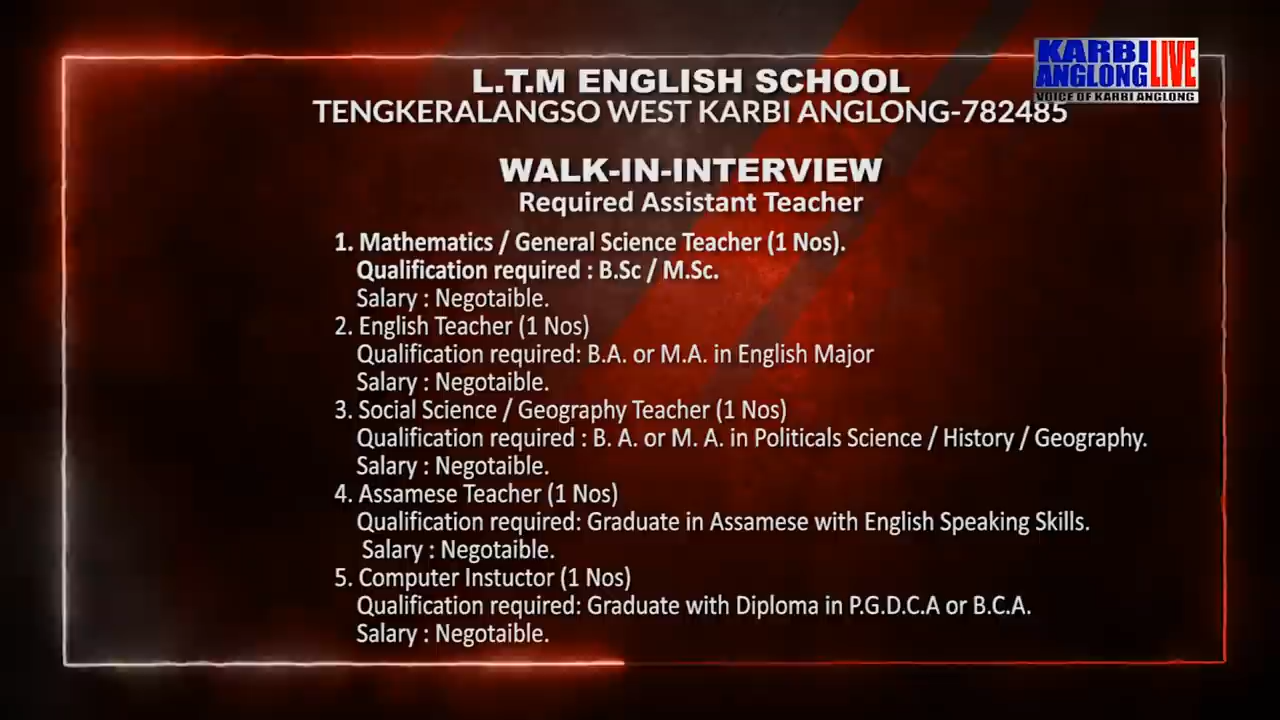 KARBI ANGLONG LIVE
VOICE OF KARBI ANGLONG
L.T.M ENGLISH SCHOOL
TENGKERALANGSO WEST KARBI ANGLONG-782485
WALK-IN-INTERVIEW
Required Assistant Teacher
1. Mathematics / General Science Teacher (1 Nos).
Qualification required : B.Sc / M.Sc.
Salary : Negotaible.
2. English Teacher (1 Nos)
Qualification required: B.A. or M.A. in English Major
Salary : Negotaible.
3. Social Science / Geography Teacher (1 Nos)
Qualification required : B. A. or M. A. in Politicals Science / History / Geography.
Salary : Negotaible.
4. Assamese Teacher (1 Nos)
Qualification required: Graduate in Assamese with English Speaking Skills.
Salary : Negotaible.
5. Computer Instuctor (1 Nos)
Qualification required: Graduate with Diploma in P.G.D.C.A or B.C.A.
Salary : Negotaible.